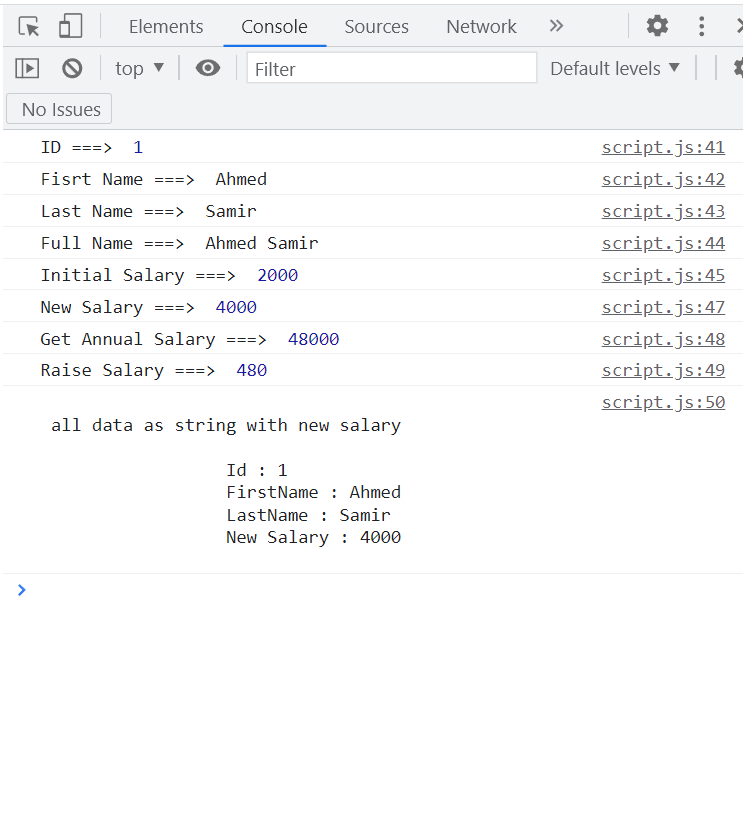 Elements Console Sources Network »
top ▼ Filter Default levels ▼
No Issues
ID ===>  1 script.js:41
Fisrt Name ===>  Ahmed script.js:42
Last Name ===>  Samir script.js:43
Full Name ===>  Ahmed Samir script.js:44
Initial Salary ===>  2000 script.js:45
New Salary ===>  4000 script.js:47
Get Annual Salary ===>  48000 script.js:48
Raise Salary ===>  480 script.js:49
script.js:50
all data as string with new salary
Id : 1
FirstName : Ahmed
LastName : Samir
New Salary : 4000